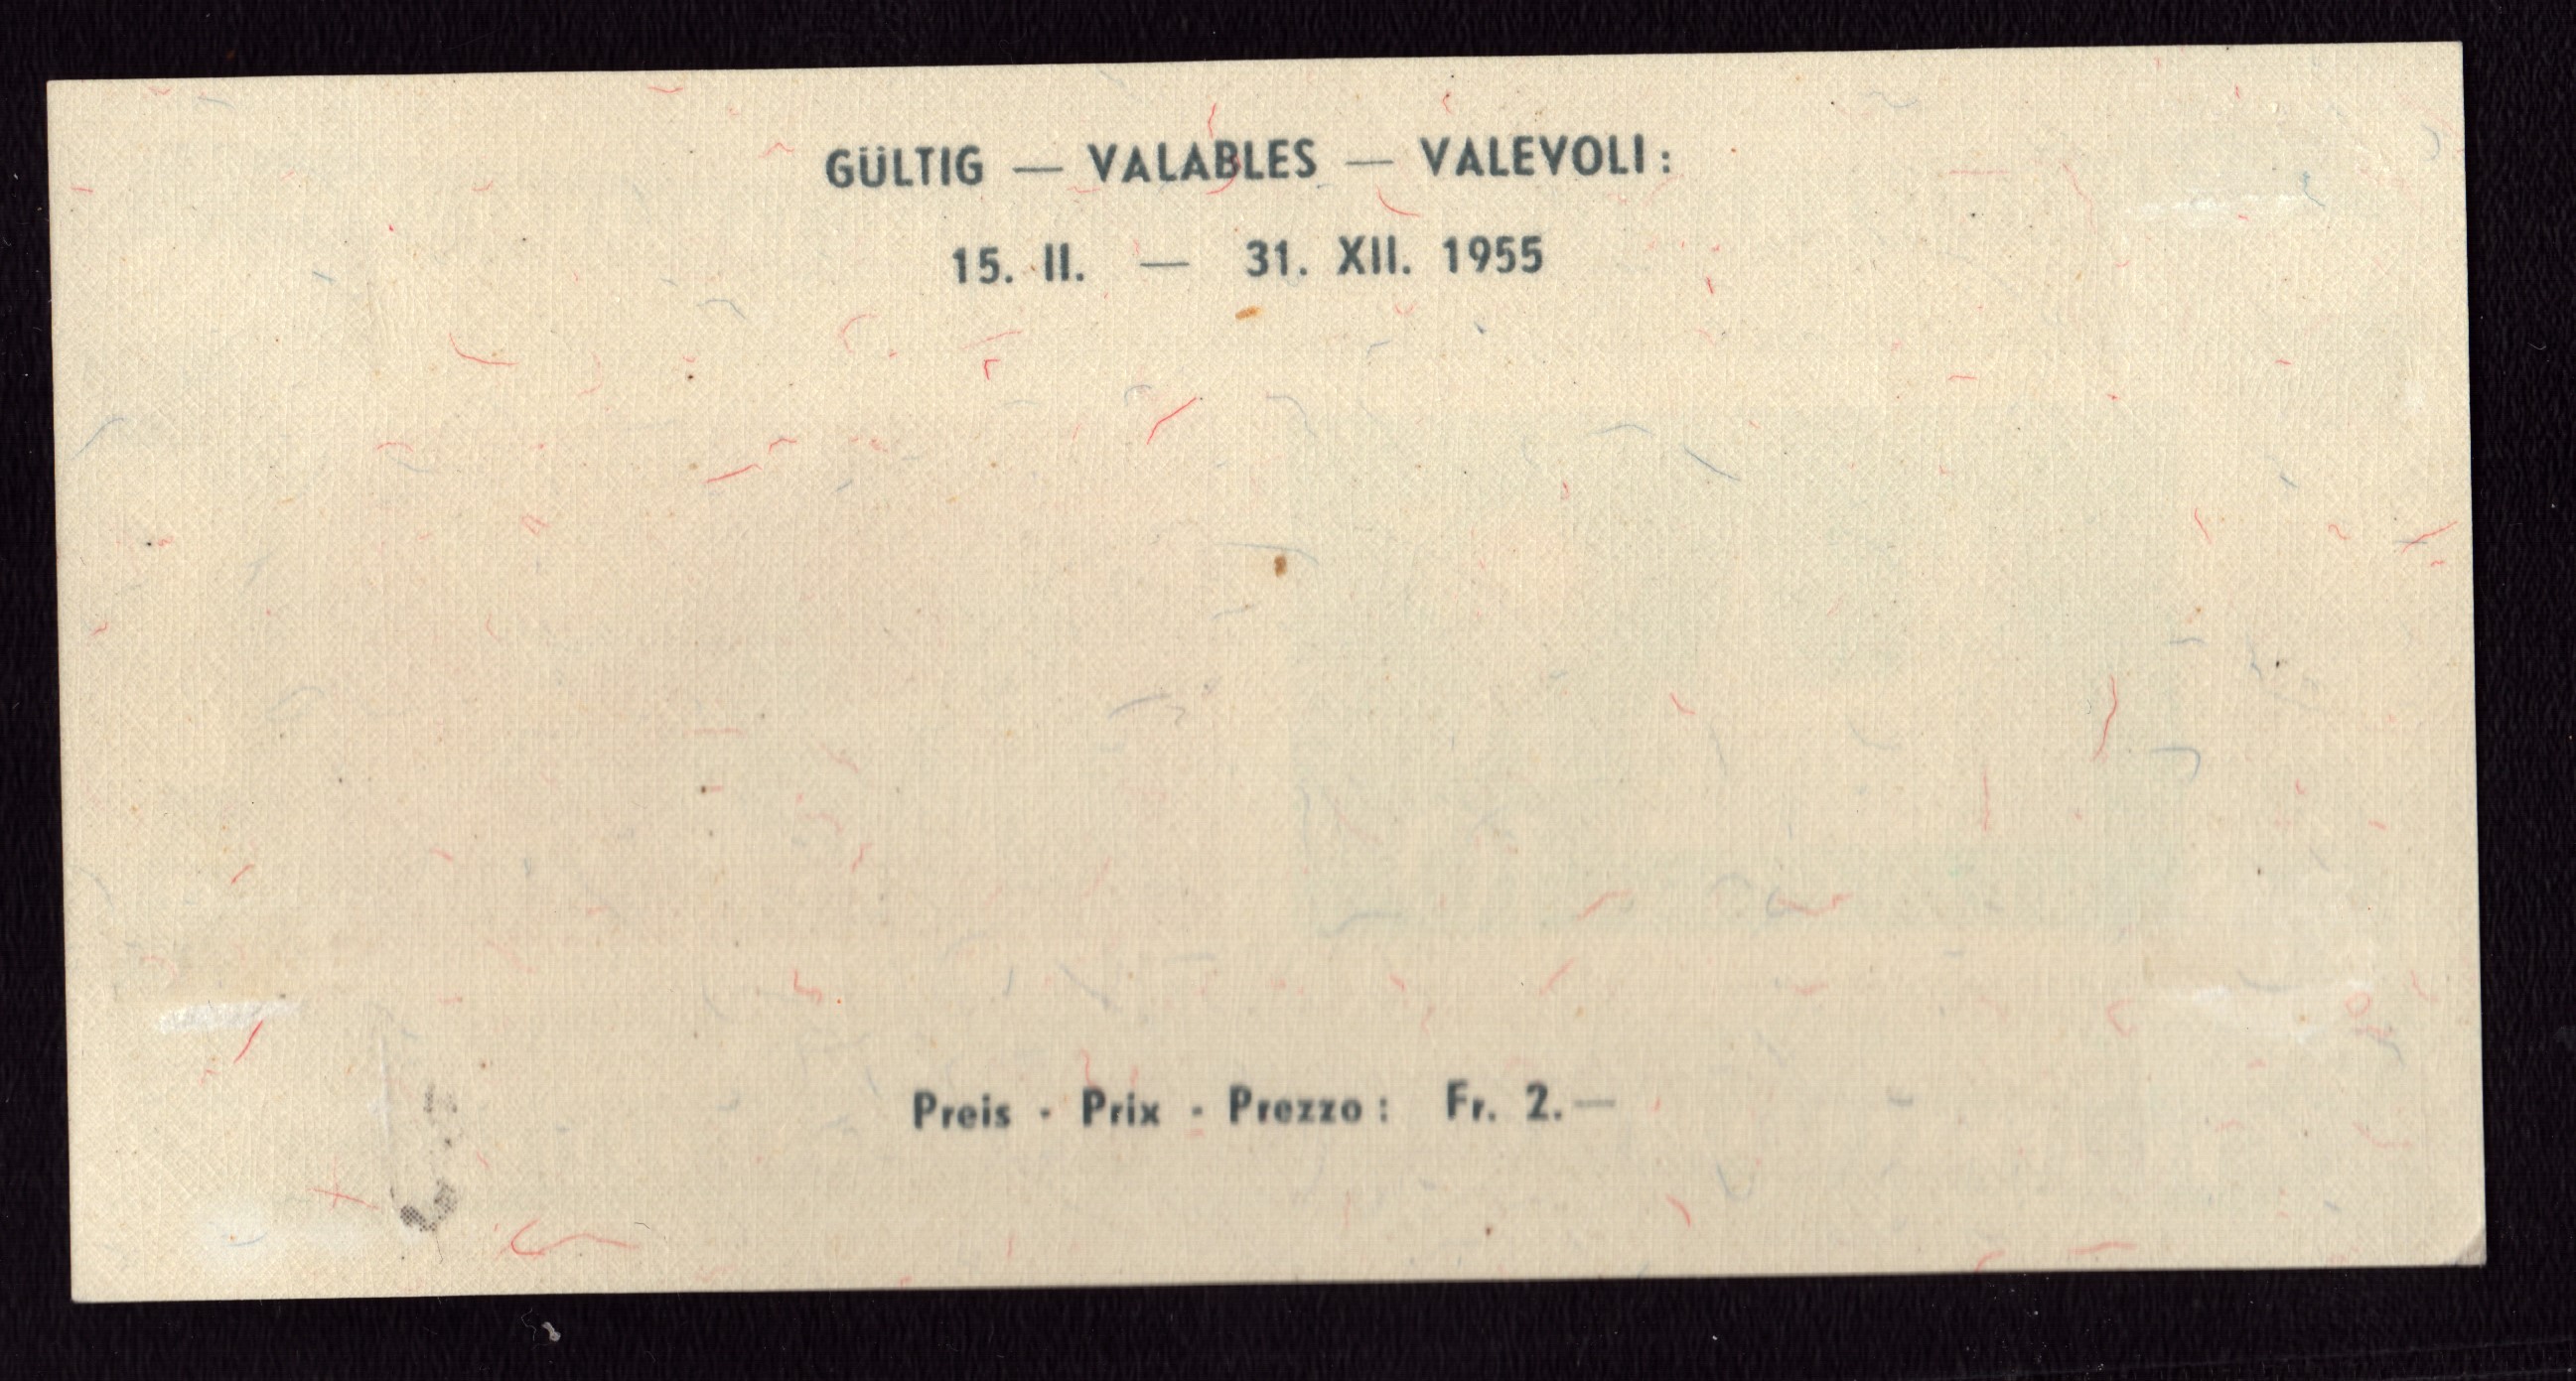 GÜLTIG — VALABLES — VALEVOLI:
15. II. — 31. XII. 1955
Preis · Prix · Prezzo: Fr. 2.—